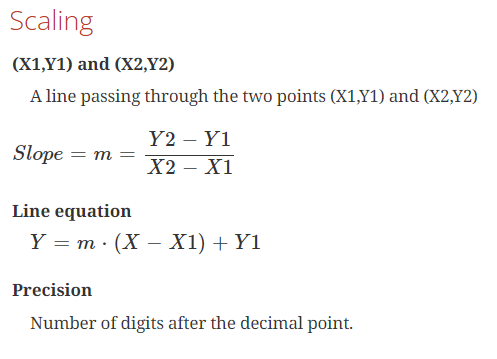 Scaling
(X1,Y1) and (X2,Y2)
A line passing through the two points (X1,Y1) and (X2,Y2)
Slope = m = \frac{Y2 − Y1}{X2 − X1}
Line equation
Y = m · (X − X1) + Y1
Precision
Number of digits after the decimal point.